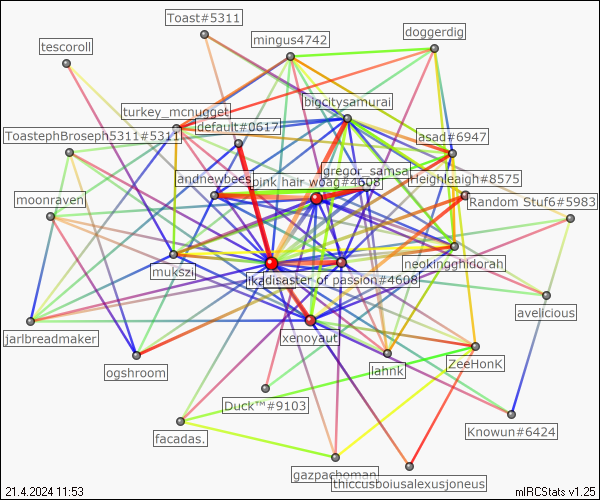 Toast#5311
doggerdig
mingus4742
tescoroll
bigcitysamurai
turkey_mcnugget
default#0617
ToastephBroseph5311#5311
asad#6947
gregor_samsa
andnewbees
pink hair woag#4608
Heighleigh#8575
moonraven
Random Stuf6#5983
neokingghidorah
mukszi
disaster of passion#4608
avelicious
jarlbreadmaker
xenoyaut
ogshroom
lahnk
ZeeHonK
Duck™#9103
Knowun#6424
facadas.
gazpachoman
thiccusboiusalexusjoneus
21.4.2024 11:53
mIRCStats v1.25